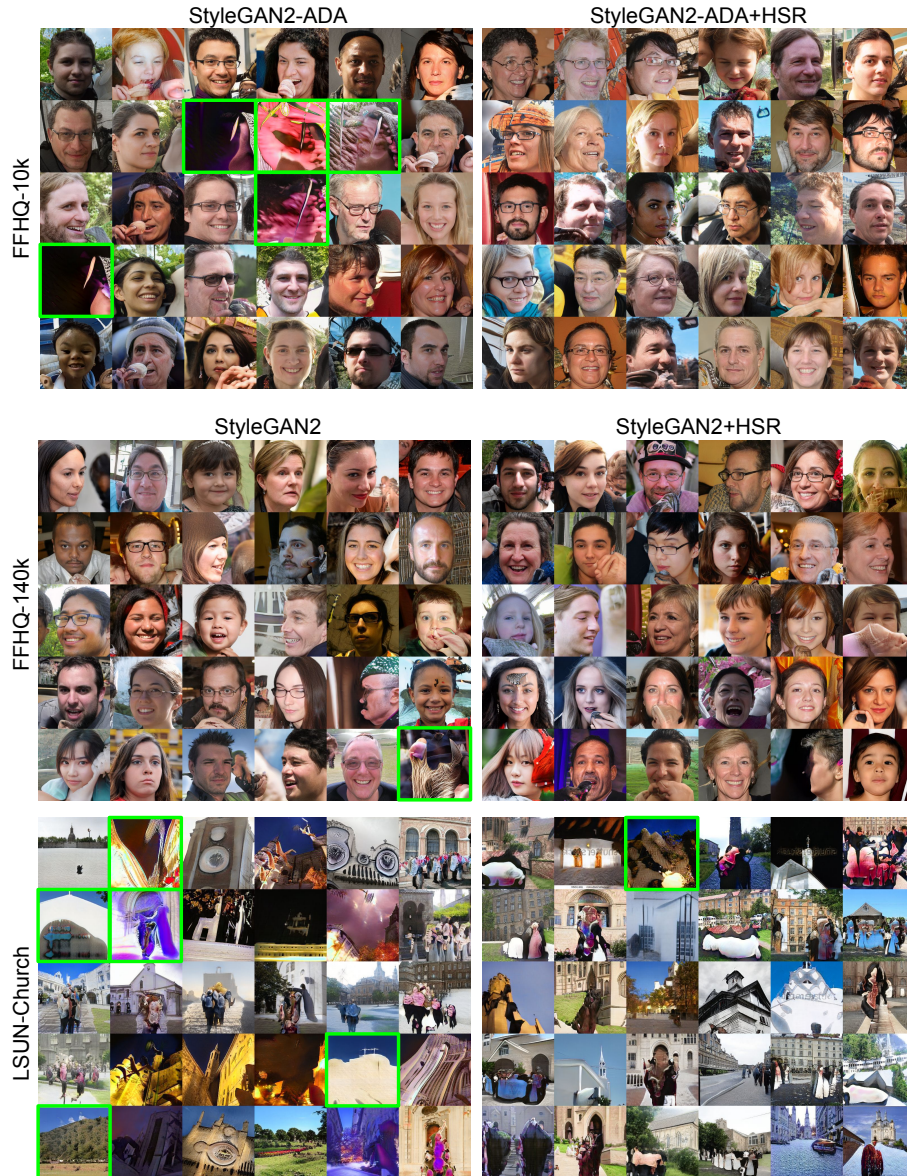 StyleGAN2-ADA
StyleGAN2-ADA+HSR
FFHQ-10k
StyleGAN2
StyleGAN2+HSR
FFHQ-140k
LSUN-Church